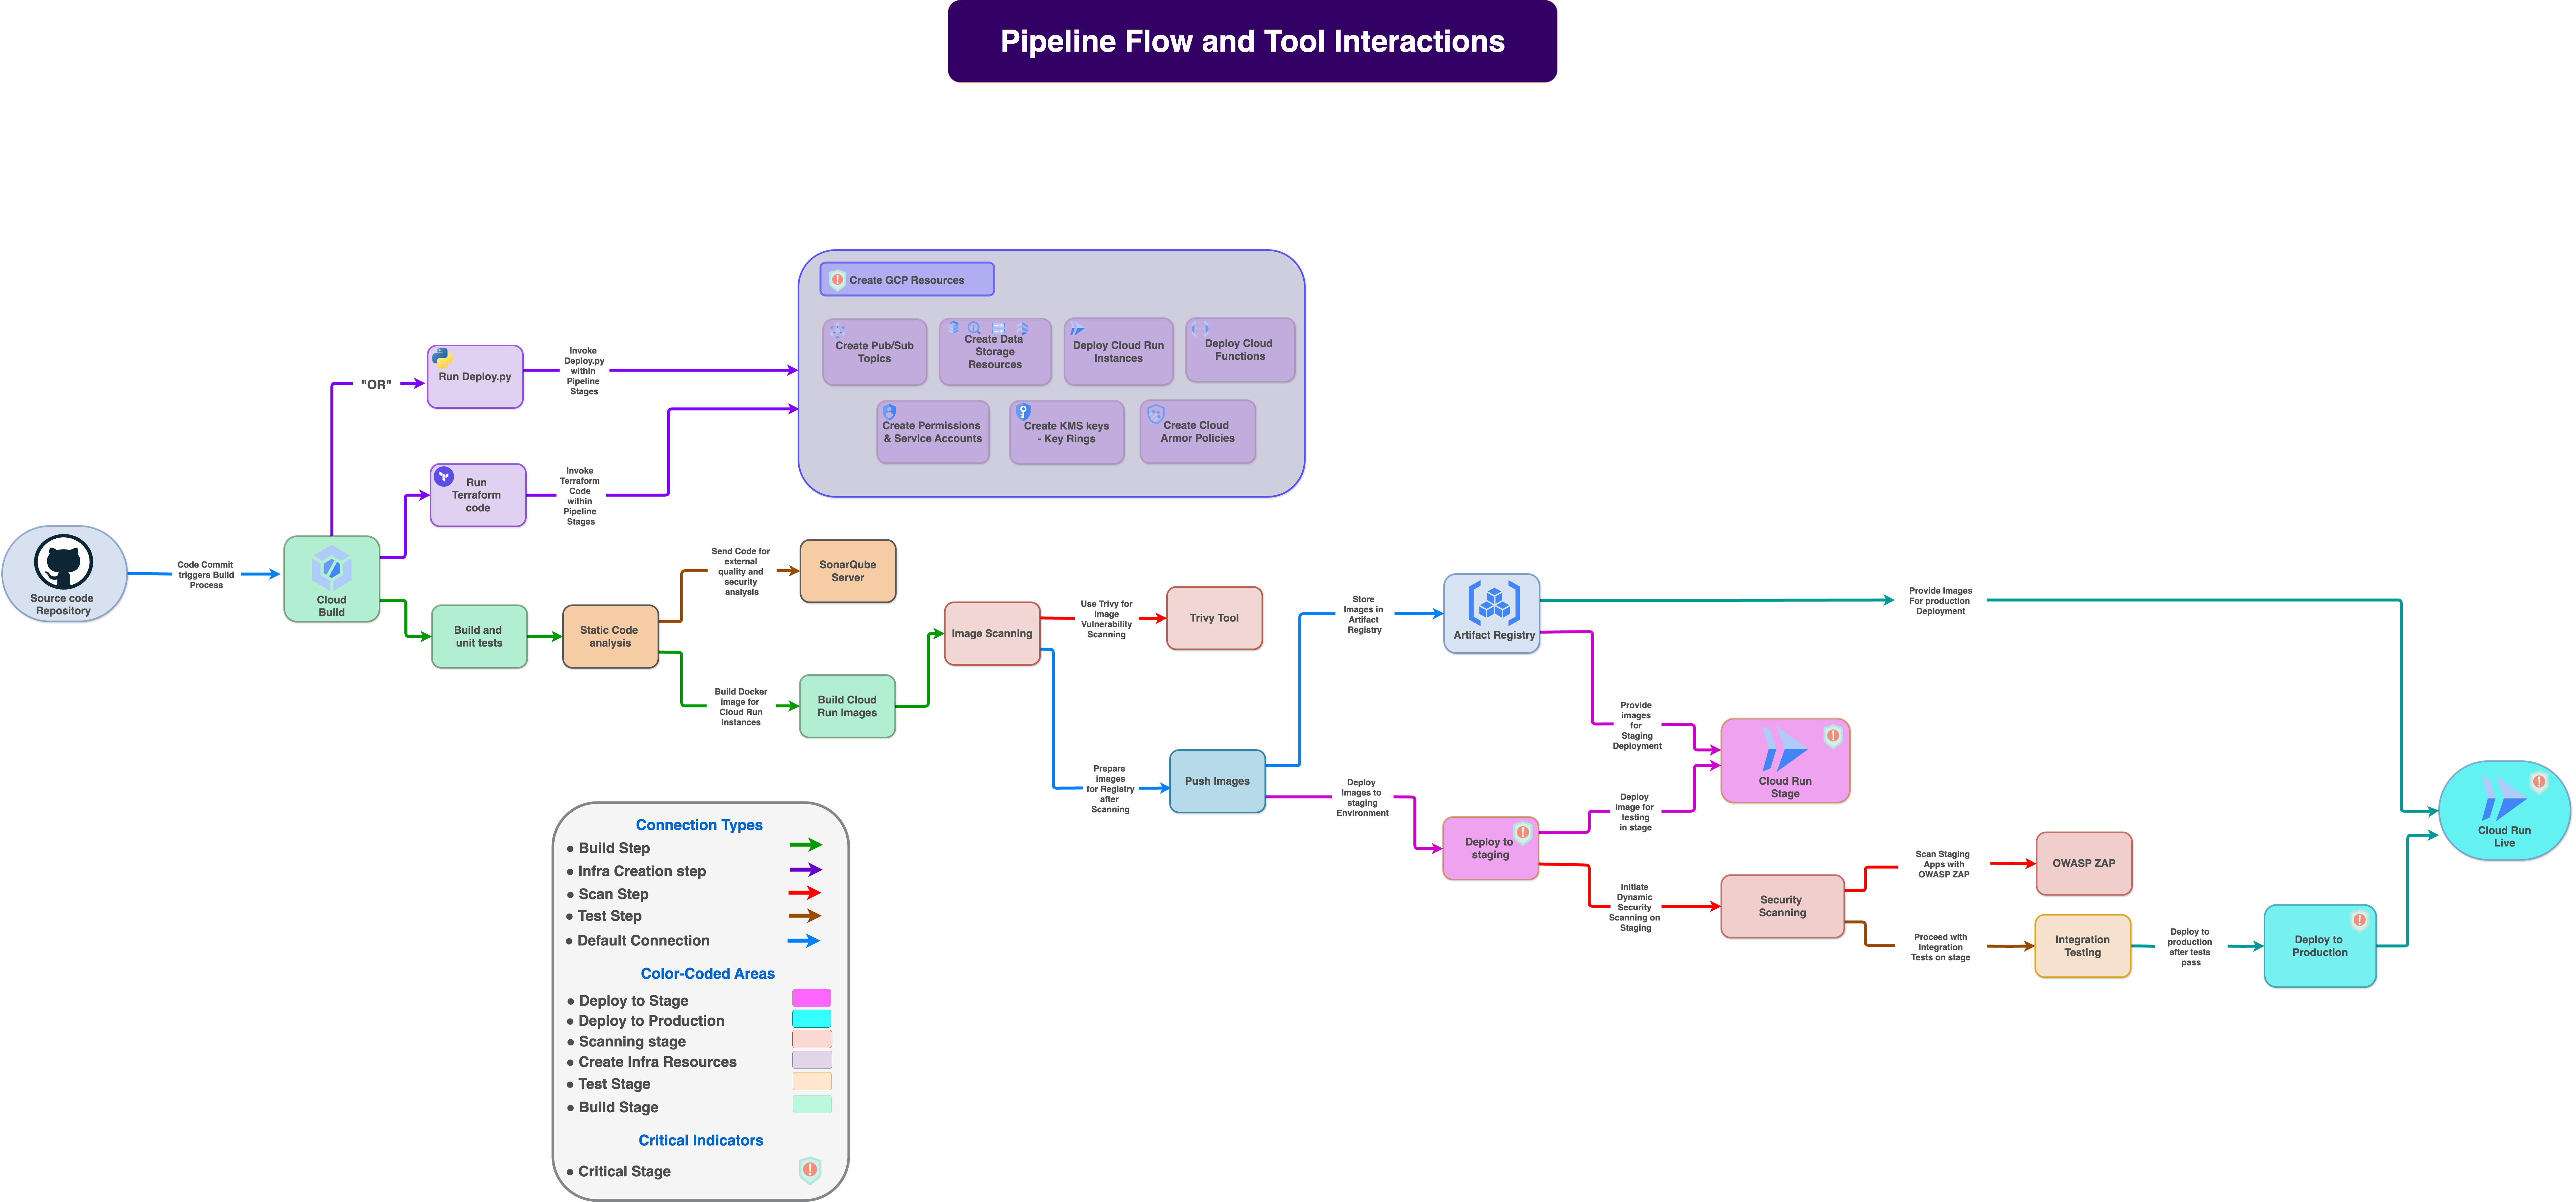 Pipeline Flow and Tool Interactions
Create GCP Resources
Create Pub/Sub
Topics
Create Data
Storage
Resources
Deploy Cloud Run
Instances
Deploy Cloud
Functions
Create Permissions
& Service Accounts
Create KMS keys
- Key Rings
Create Cloud
Armor Policies
"OR"
Run Deploy.py
Invoke
Deploy.py
within
Pipeline
Stages
Run
Terraform
code
Invoke
Terraform
Code
within
Pipeline
Stages
Source code
Repository
Code Commit
triggers Build
Process
Cloud
Build
Build and
unit tests
Static Code
analysis
Send Code for
external
quality and
security
analysis
SonarQube
Server
Build Docker
image for
Cloud Run
Instances
Build Cloud
Run Images
Image Scanning
Use Trivy for
image
Vulnerability
Scanning
Trivy Tool
Prepare
images
for Registry
after
Scanning
Push Images
Store
Images in
Artifact
Registry
Artifact Registry
Provide Images
For production
Deployment
Deploy
Images to
staging
Environment
Deploy to
staging
Provide
images
for
Staging
Deployment
Deploy
Image for
testing
in stage
Cloud Run
Stage
Initiate
Dynamic
Security
Scanning on
Staging
Security
Scanning
Scan Staging
Apps with
OWASP ZAP
OWASP ZAP
Proceed with
Integration
Tests on stage
Integration
Testing
Deploy to
production
after tests
pass
Deploy to
Production
Cloud Run
Live
Connection Types
● Build Step
● Infra Creation step
● Scan Step
● Test Step
● Default Connection
Color-Coded Areas
● Deploy to Stage
● Deploy to Production
● Scanning stage
● Create Infra Resources
● Test Stage
● Build Stage
Critical Indicators
● Critical Stage